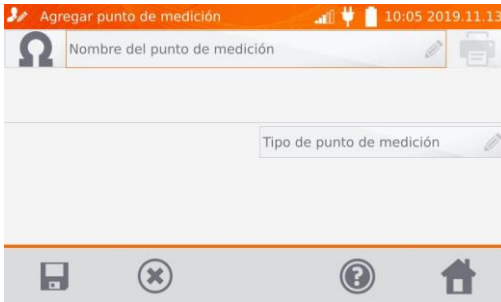 Agregar punto de medición 10:05 2019.11.13
Ω Nombre del punto de medición
Tipo de punto de medición
?